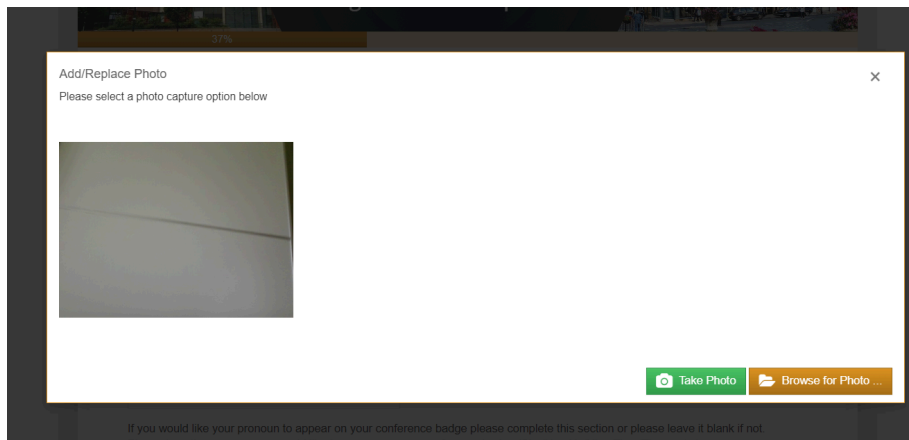 37%
Add/Replace Photo
×
Please select a photo capture option below
Take Photo
Browse for Photo ...
If you would like your pronoun to appear on your conference badge please complete this section or please leave it blank if not.